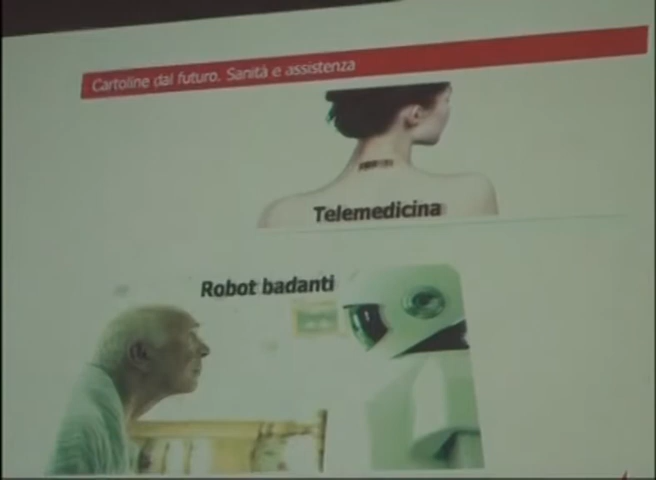 Cartoline dal futuro. Sanità e assistenza
Telemedicina
Robot badanti